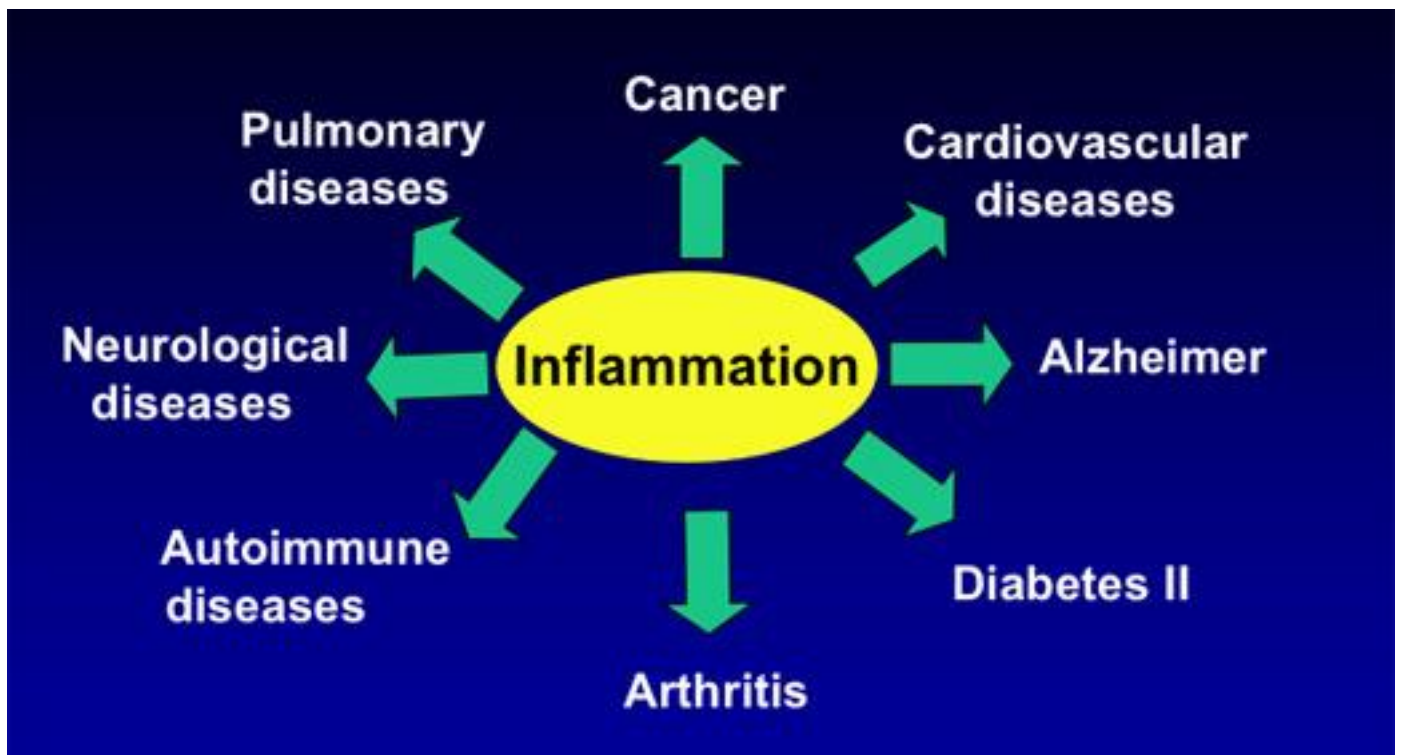 Cancer
Pulmonary
diseases
Cardiovascular
diseases
Neurological
diseases
Inflammation
Alzheimer
Autoimmune
diseases
Diabetes II
Arthritis